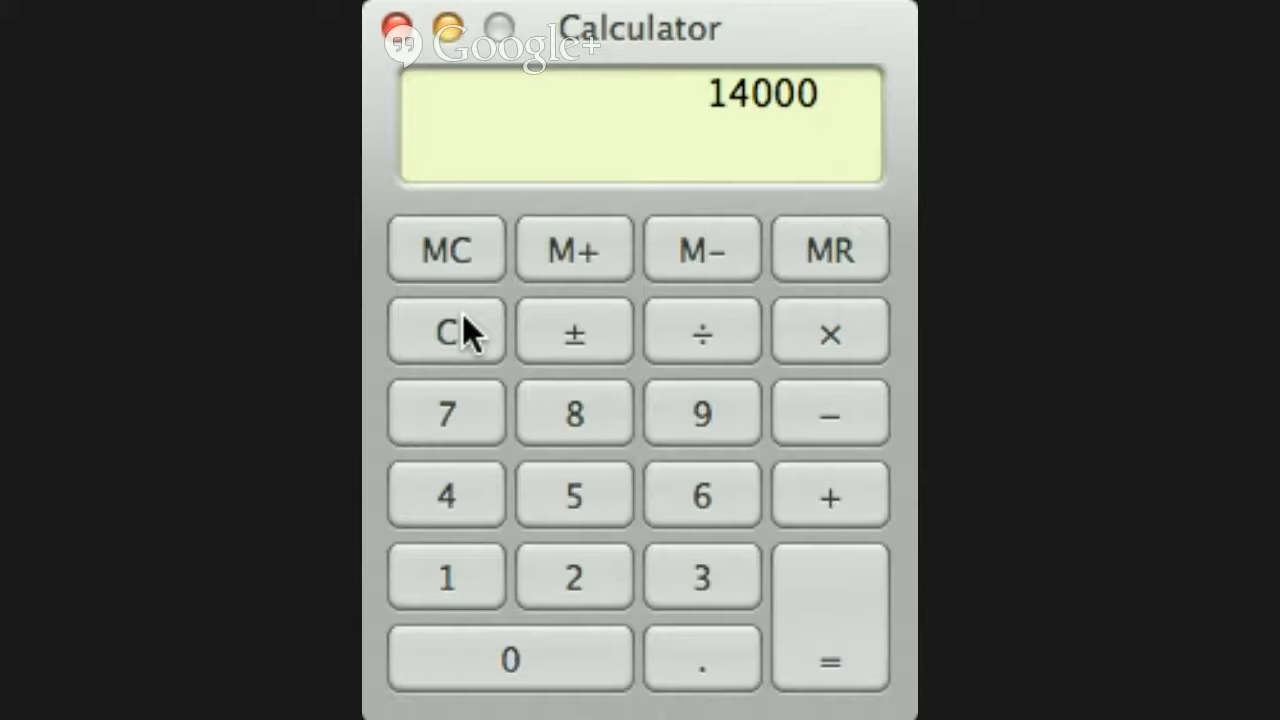 Calculator
Google+
14000
MC M+ M- MR
C ± ÷ ×
7 8 9 −
4 5 6 +
1 2 3
0 . =